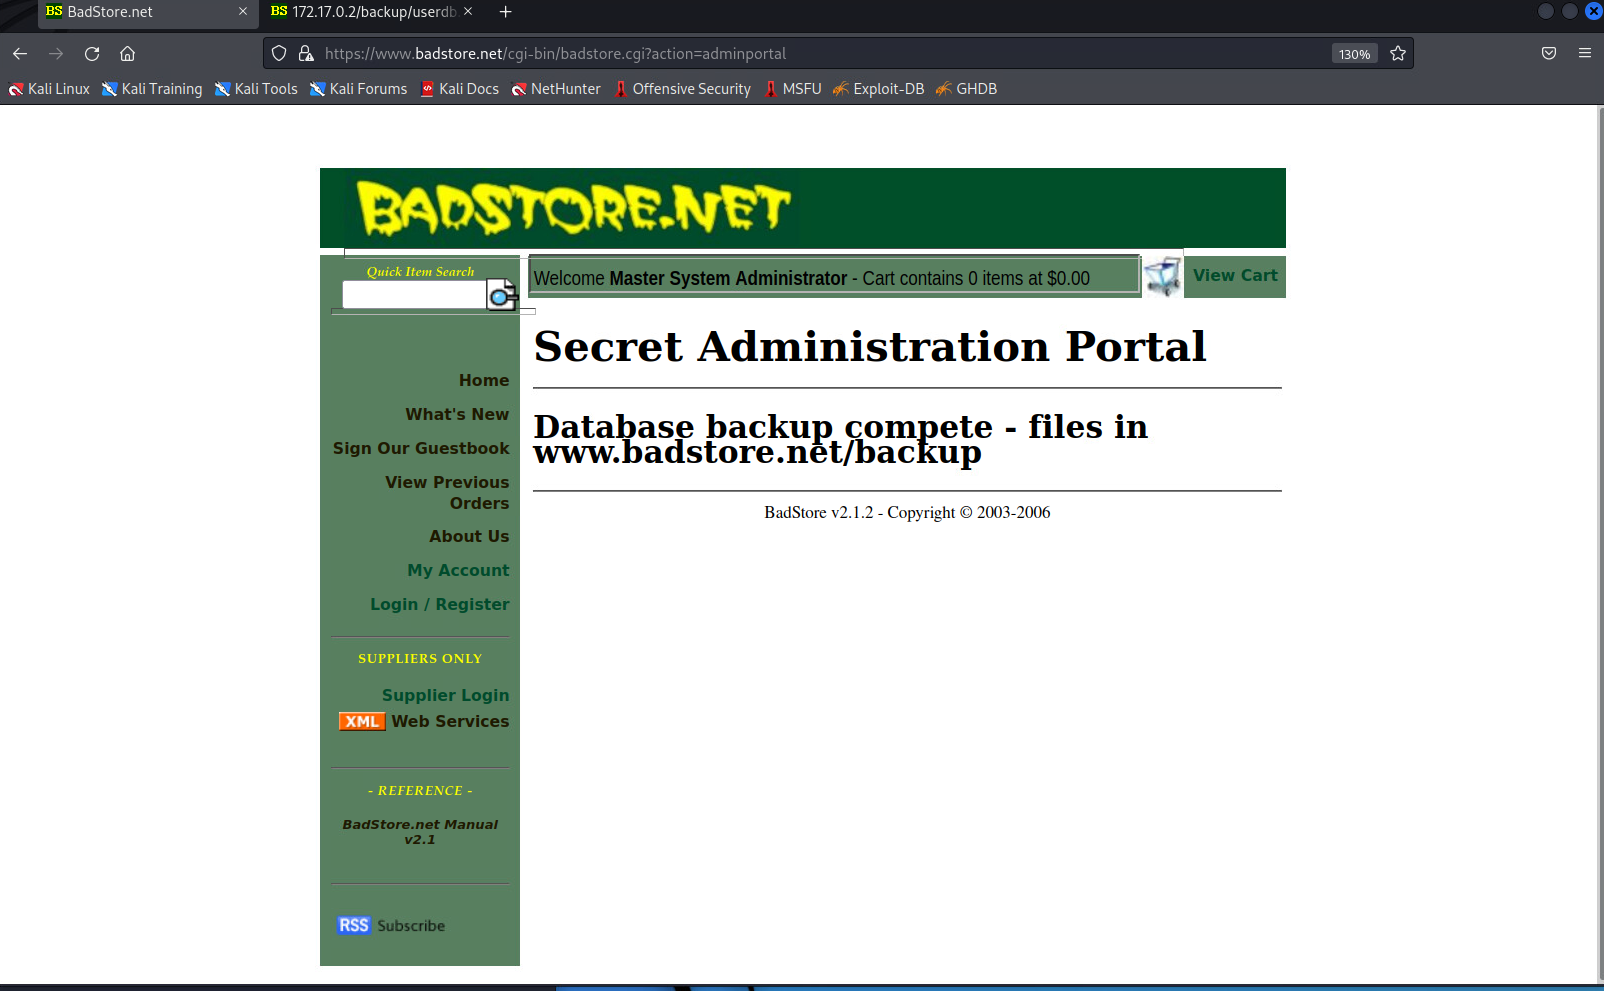 BS BadStore.net
BS 172.17.0.2/backup/userdb.
https://www.badstore.net/cgi-bin/badstore.cgi?action=adminportal
130%
Kali Linux Kali Training Kali Tools Kali Forums Kali Docs NetHunter Offensive Security MSFU Exploit-DB GHDB
BADSTORE.NET
Quick Item Search
Welcome Master System Administrator - Cart contains 0 items at $0.00
View Cart
Home
What's New
Sign Our Guestbook
View Previous
Orders
About Us
My Account
Login / Register
SUPPLIERS ONLY
Supplier Login
XML Web Services
- REFERENCE -
BadStore.net Manual
v2.1
RSS Subscribe
Secret Administration Portal
Database backup compete - files in
www.badstore.net/backup
BadStore v2.1.2 - Copyright © 2003-2006